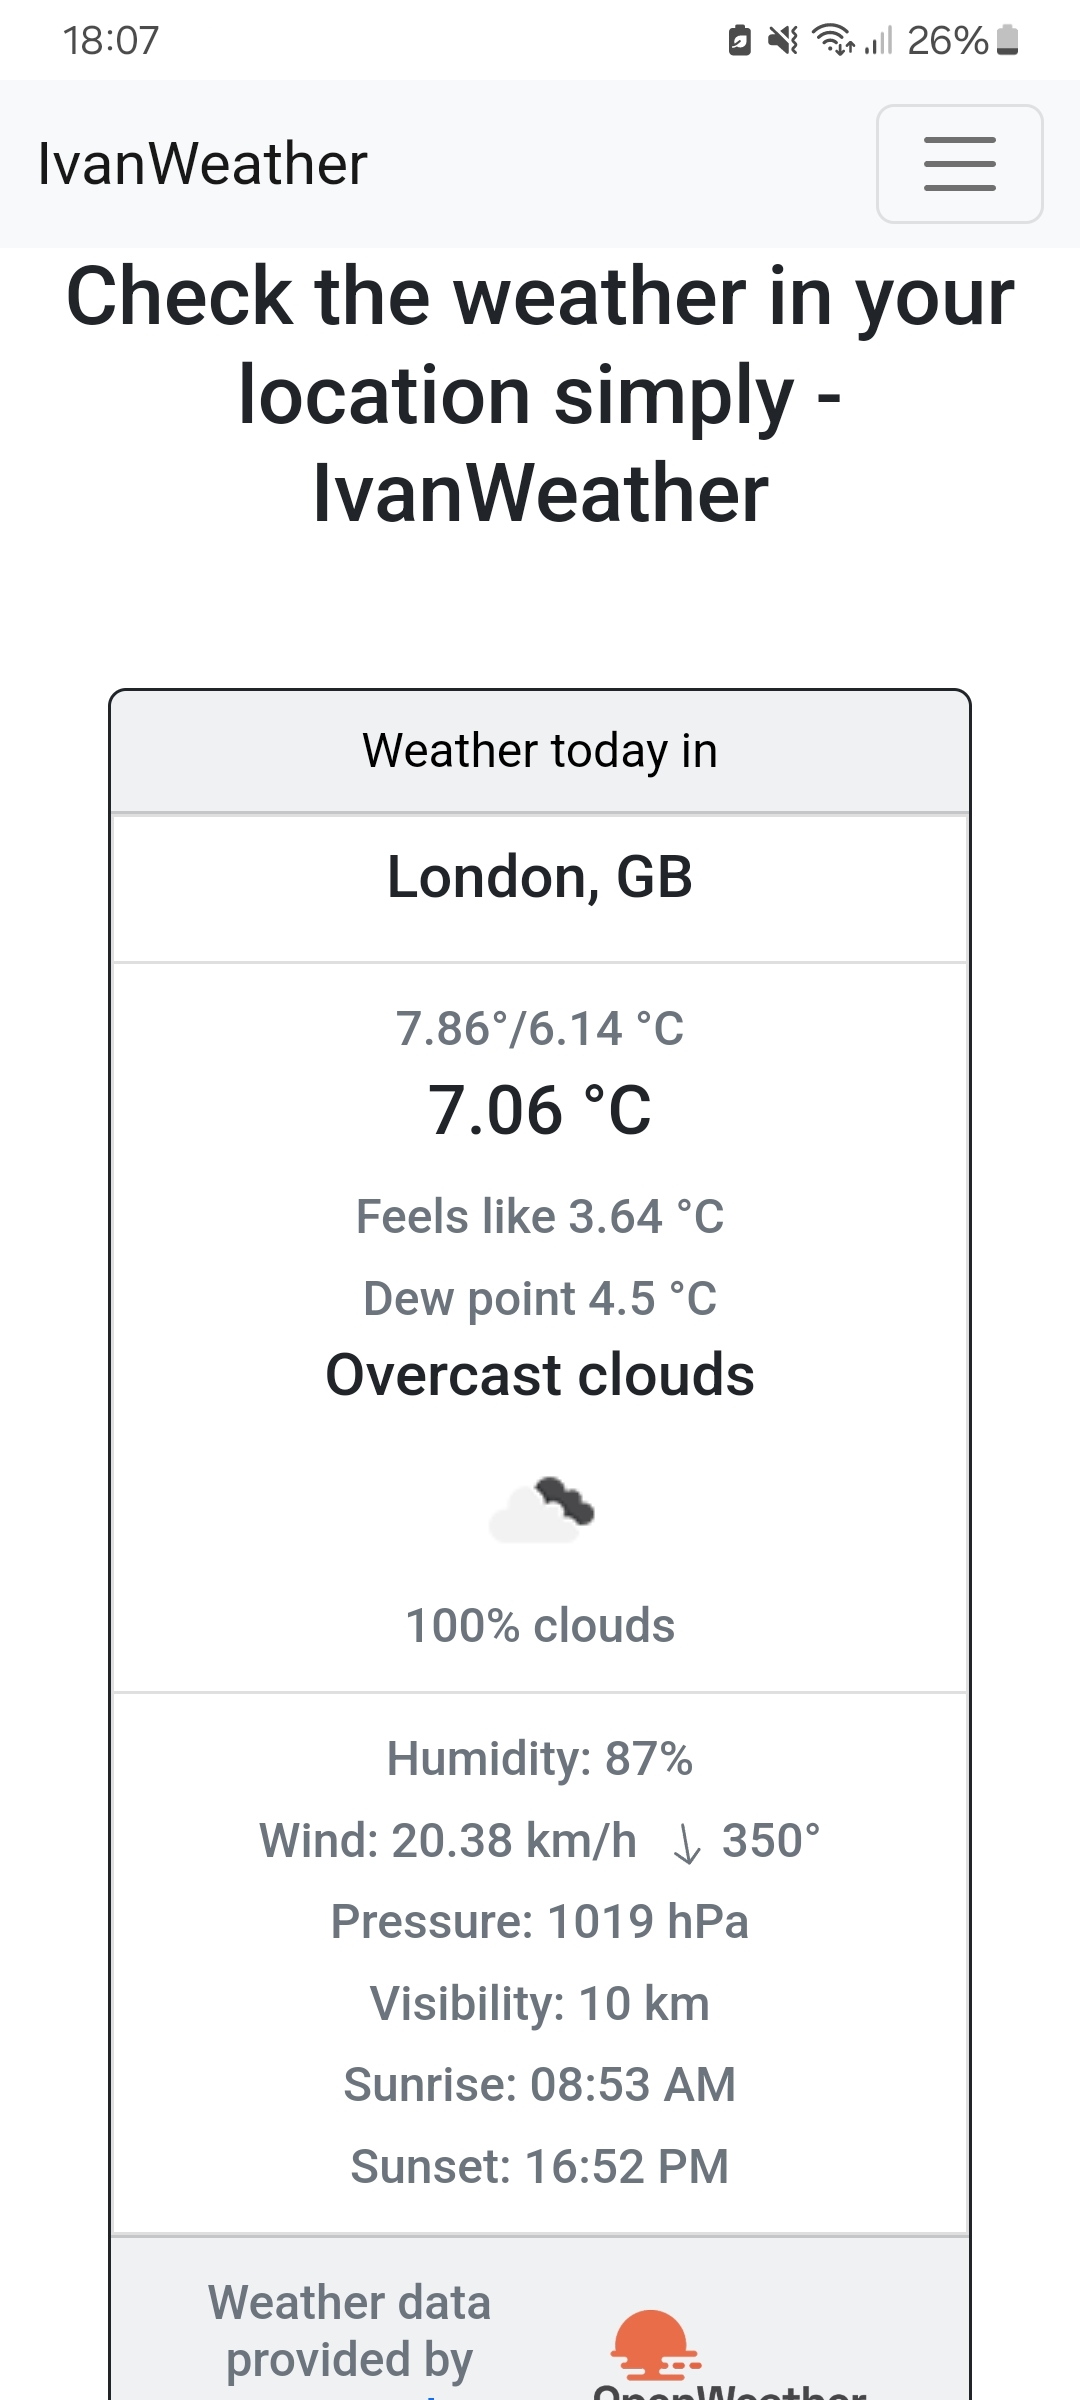 18:07
26%
IvanWeather
Check the weather in your
location simply -
IvanWeather
Weather today in
London, GB
7.86°/6.14 °C
7.06 °C
Feels like 3.64 °C
Dew point 4.5 °C
Overcast clouds
100% clouds
Humidity: 87%
Wind: 20.38 km/h ↓ 350°
Pressure: 1019 hPa
Visibility: 10 km
Sunrise: 08:53 AM
Sunset: 16:52 PM
Weather data
provided by
OpenWeather